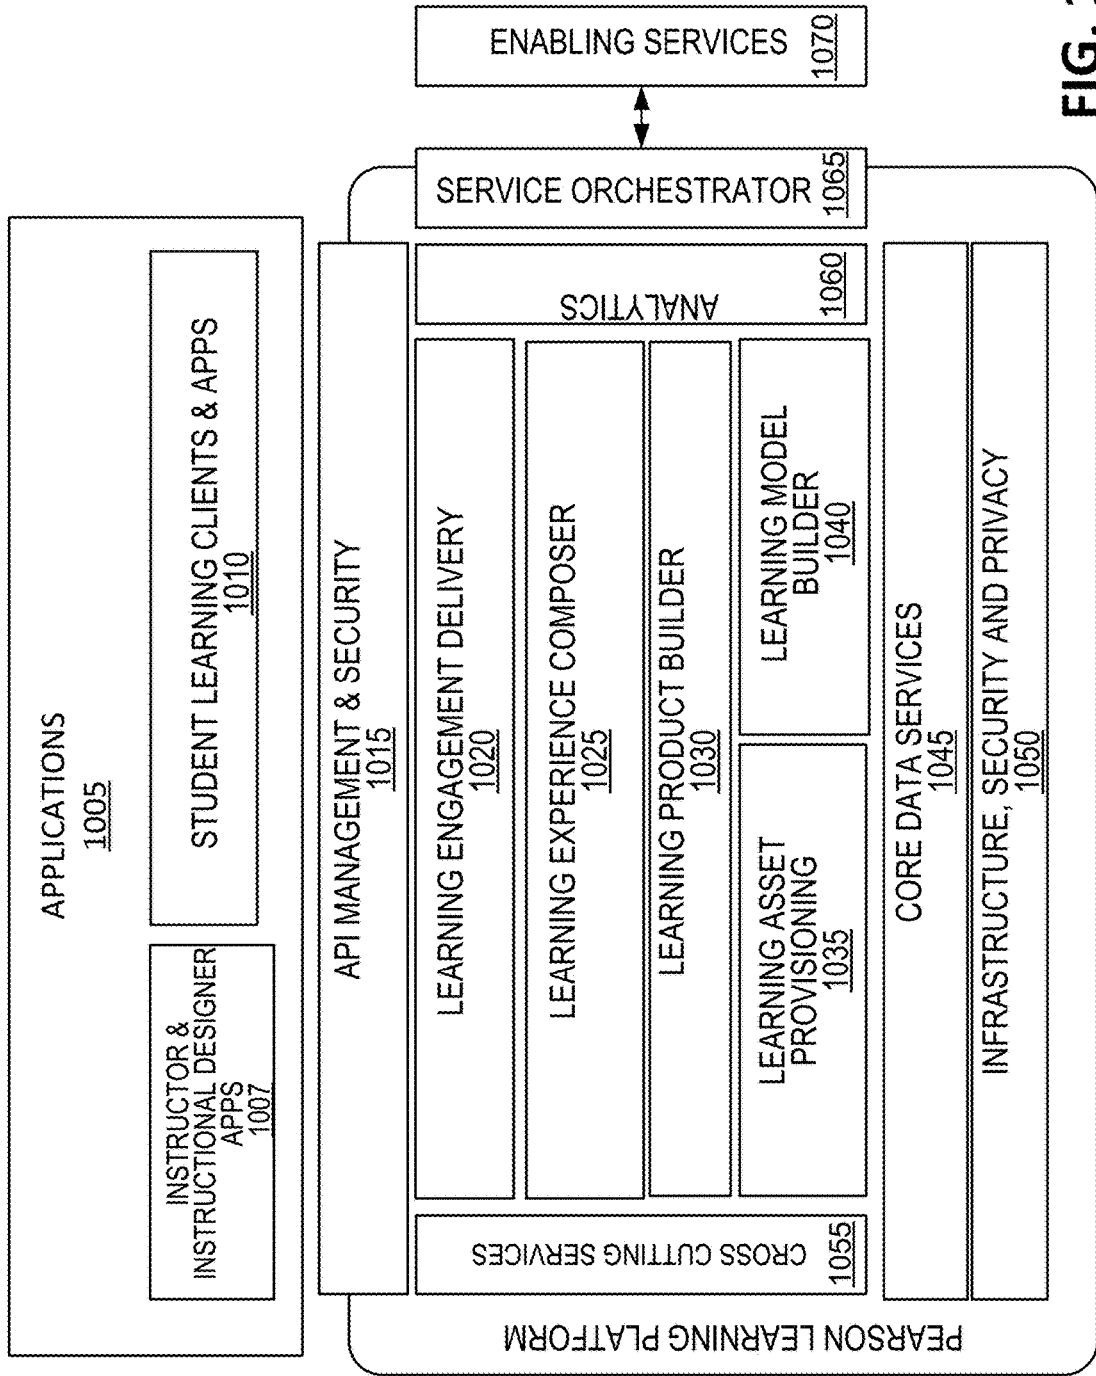 APPLICATIONS
1005
INSTRUCTOR &
INSTRUCTIONAL DESIGNER
APPS
1007
STUDENT LEARNING CLIENTS & APPS
1010
PEARSON LEARNING PLATFORM
API MANAGEMENT & SECURITY
1015
CROSS CUTTING SERVICES
1055
LEARNING ENGAGEMENT DELIVERY
1020
LEARNING EXPERIENCE COMPOSER
1025
LEARNING PRODUCT BUILDER
1030
LEARNING ASSET
PROVISIONING
1035
LEARNING MODEL
BUILDER
1040
ANALYTICS
1060
SERVICE ORCHESTRATOR
1065
ENABLING SERVICES
1070
CORE DATA SERVICES
1045
INFRASTRUCTURE, SECURITY AND PRIVACY
1050
FIG.